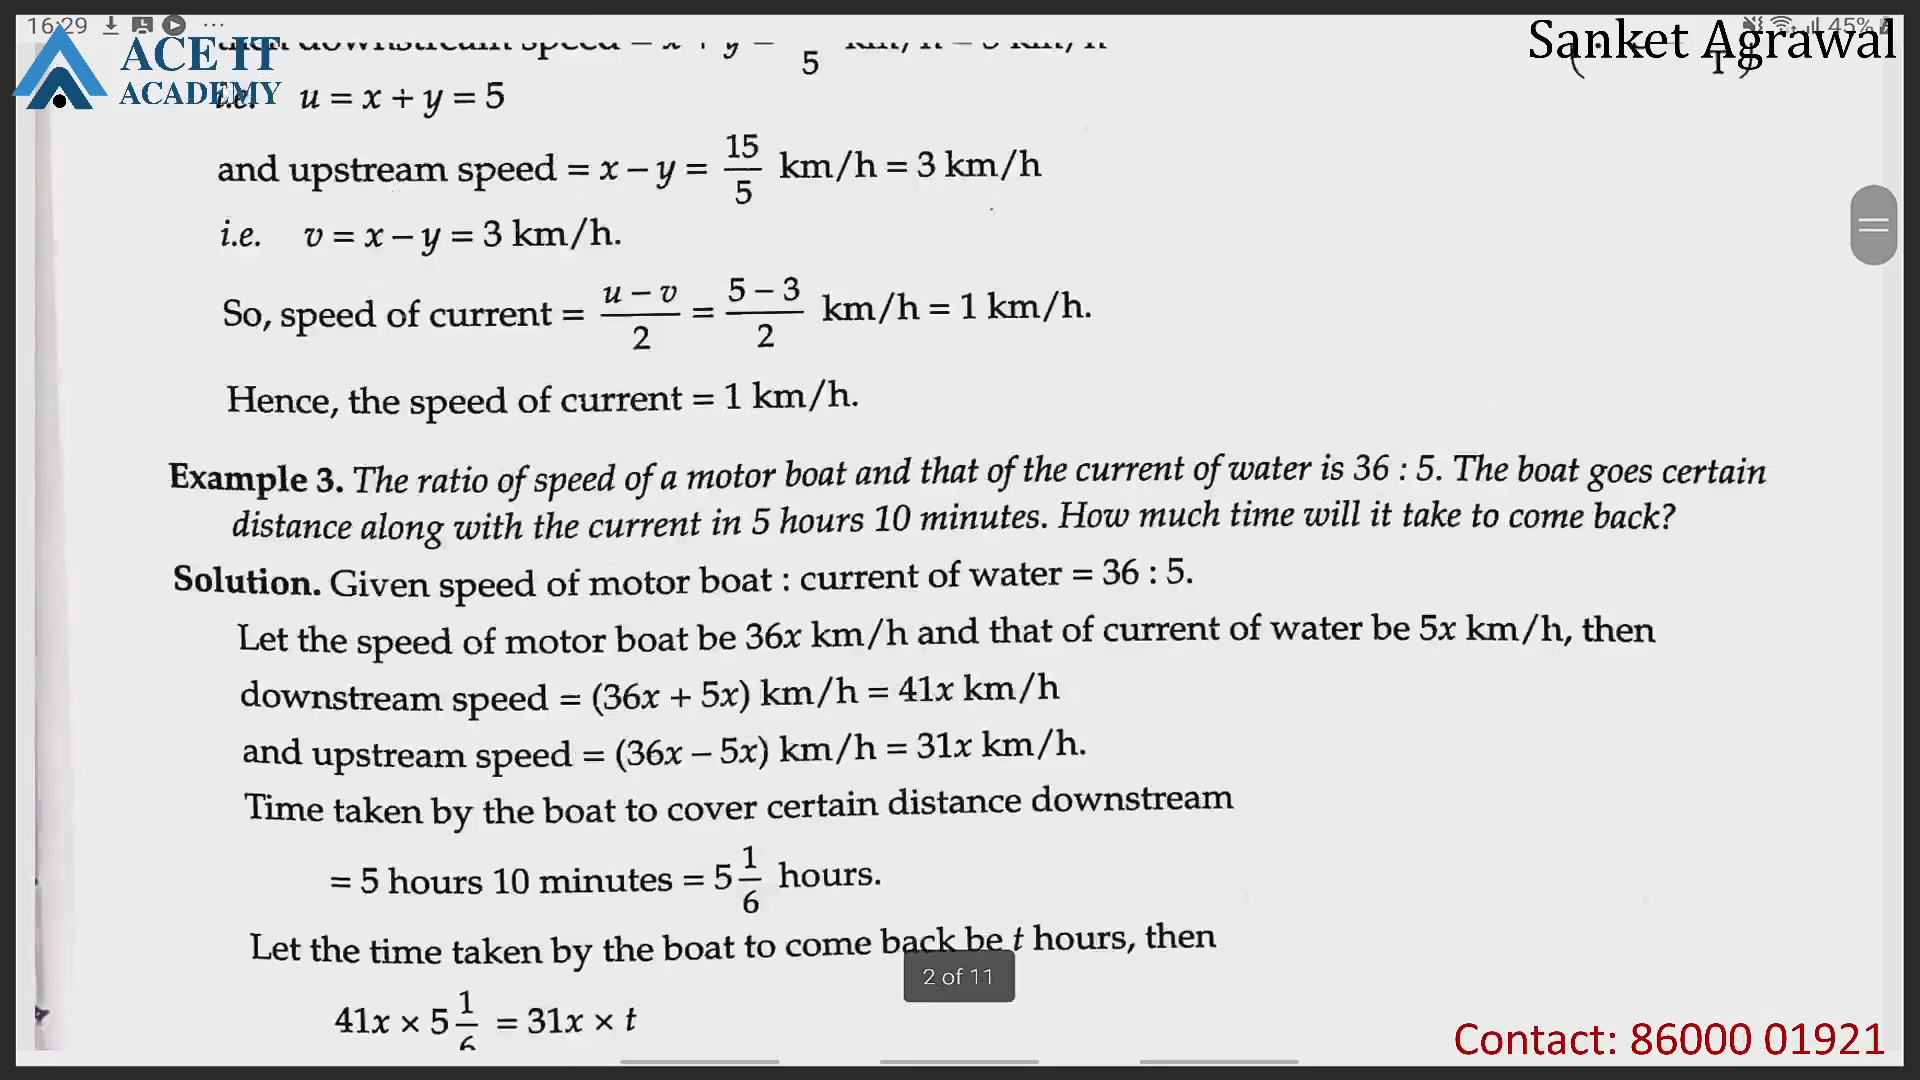 16:29
45%
ACE IT
ACADEMY
Sanket Agrawal
5
i.e. u = x + y = 5
and upstream speed = x – y = 15/5 km/h = 3 km/h
i.e. v = x – y = 3 km/h.
So, speed of current = u – v/2 = 5 – 3/2 km/h = 1 km/h.
Hence, the speed of current = 1 km/h.
Example 3. The ratio of speed of a motor boat and that of the current of water is 36 : 5. The boat goes certain
distance along with the current in 5 hours 10 minutes. How much time will it take to come back?
Solution. Given speed of motor boat : current of water = 36 : 5.
Let the speed of motor boat be 36x km/h and that of current of water be 5x km/h, then
downstream speed = (36x + 5x) km/h = 41x km/h
and upstream speed = (36x – 5x) km/h = 31x km/h.
Time taken by the boat to cover certain distance downstream
= 5 hours 10 minutes = 5 1/6 hours.
Let the time taken by the boat to come back be t hours, then
2 of 11
41x × 5 1/6 = 31x × t
Contact: 86000 01921